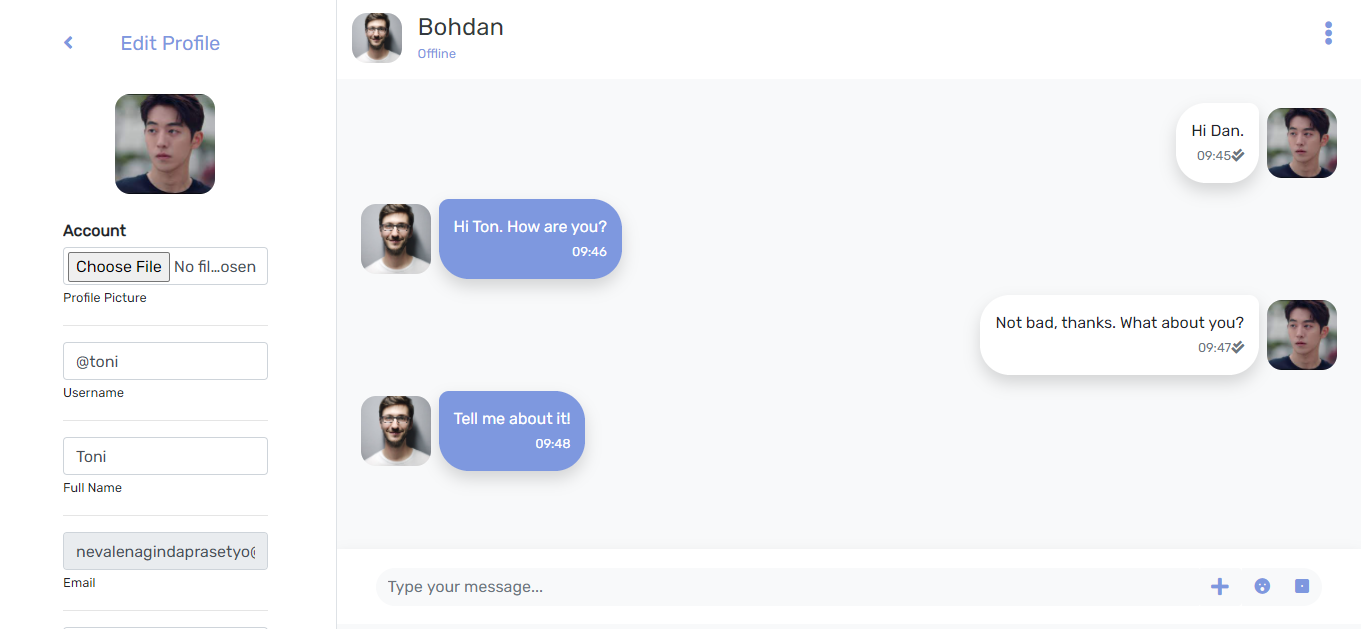 Edit Profile
Account
Choose File No fil...osen
Profile Picture
@toni
Username
Toni
Full Name
nevalenagindaprasetyo@
Email
Bohdan
Offline
Hi Dan.
09:45
Hi Ton. How are you?
09:46
Not bad, thanks. What about you?
09:47
Tell me about it!
09:48
Type your message...